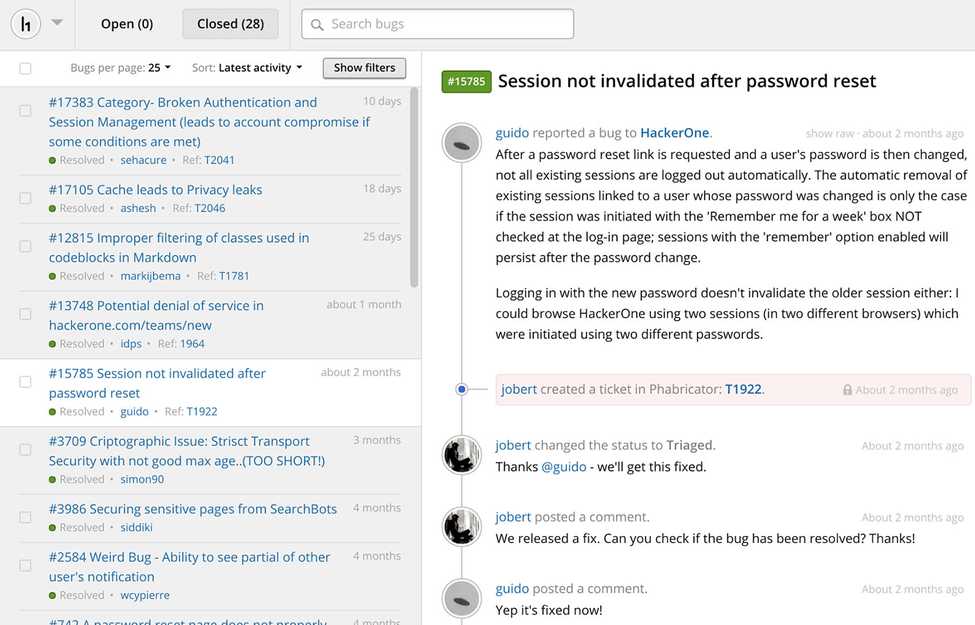 h
Open (0)
Closed (28)
Search bugs
Bugs per page: 25
Sort: Latest activity
Show filters
#17383 Category- Broken Authentication and
Session Management (leads to account compromise if
some conditions are met)
10 days
Resolved • sehacure • Ref: T2041
#17105 Cache leads to Privacy leaks
18 days
Resolved • ashesh • Ref: T2046
#12815 Improper filtering of classes used in
codeblocks in Markdown
25 days
Resolved • markijbema • Ref: T1781
#13748 Potential denial of service in
hackerone.com/teams/new
about 1 month
Resolved • idps • Ref: 1964
#15785 Session not invalidated after
password reset
about 2 months
Resolved • guido • Ref: T1922
#3709 Criptographic Issue: Strisct Transport
Security with not good max age..(TOO SHORT!)
3 months
Resolved • simon90
#3986 Securing sensitive pages from SearchBots
4 months
Resolved • siddiki
#2584 Weird Bug - Ability to see partial of other
user's notification
4 months
Resolved • wcypierre
#742 A password reset page does not properly
4 months
#15785 Session not invalidated after password reset
guido reported a bug to HackerOne.
show raw · about 2 months ago
After a password reset link is requested and a user's password is then changed,
not all existing sessions are logged out automatically. The automatic removal of
existing sessions linked to a user whose password was changed is only the case
if the session was initiated with the 'Remember me for a week' box NOT
checked at the log-in page; sessions with the 'remember' option enabled will
persist after the password change.
Logging in with the new password doesn't invalidate the older session either: I
could browse HackerOne using two sessions (in two different browsers) which
were initiated using two different passwords.
jobert created a ticket in Phabricator: T1922.
About 2 months ago
jobert changed the status to Triaged.
About 2 months ago
Thanks @guido - we'll get this fixed.
jobert posted a comment.
About 2 months ago
We released a fix. Can you check if the bug has been resolved? Thanks!
guido posted a comment.
About 2 months ago
Yep it's fixed now!